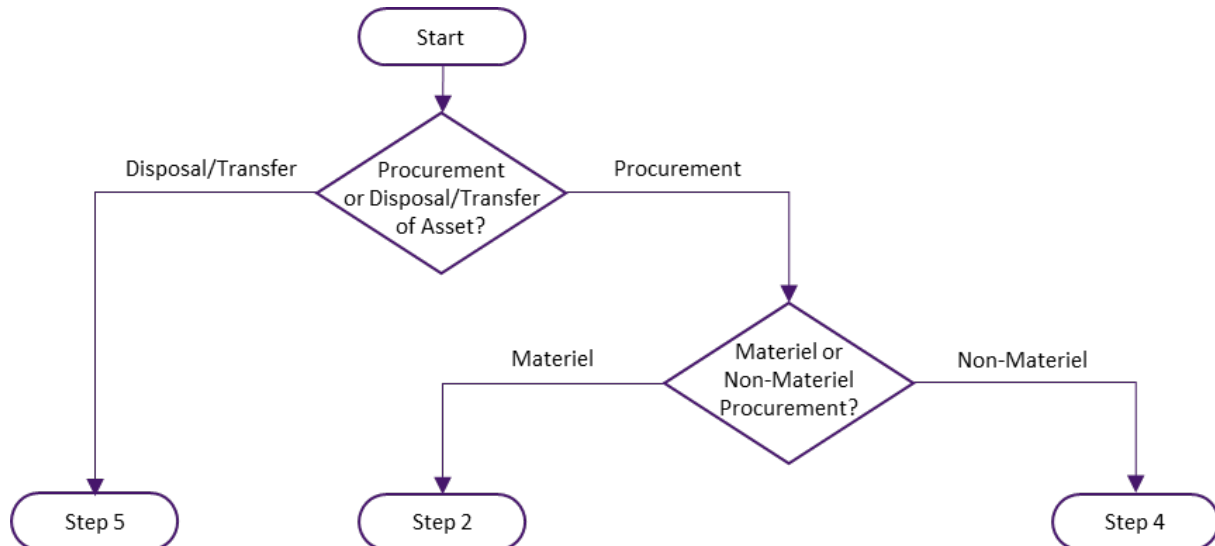 Start
Disposal/Transfer
Procurement
or Disposal/Transfer
of Asset?
Procurement
Materiel
Materiel or
Non-Materiel
Procurement?
Non-Materiel
Step 5
Step 2
Step 4